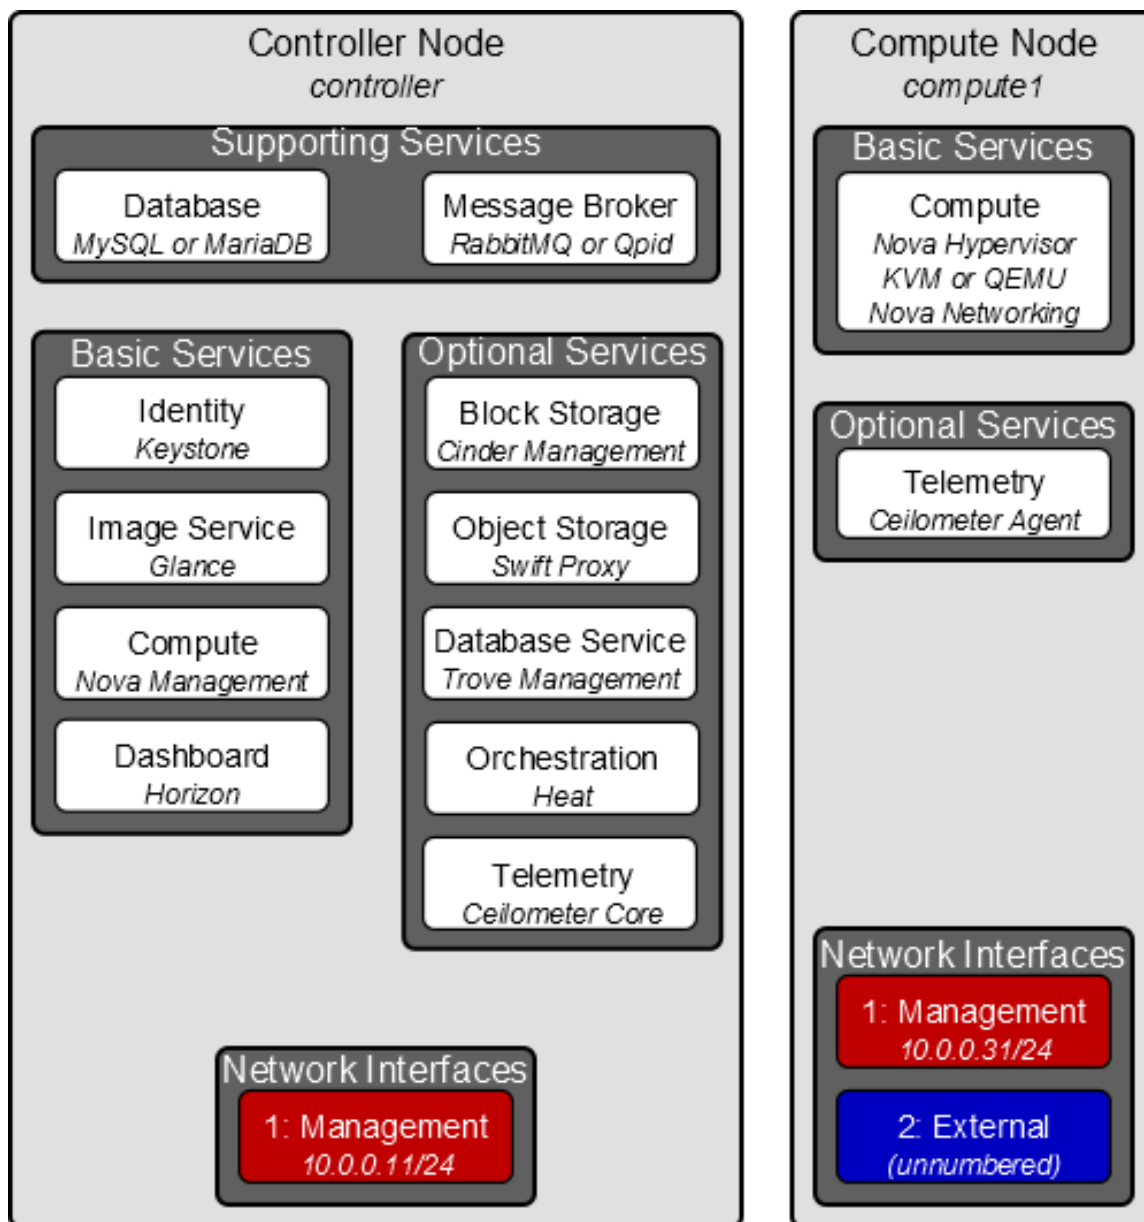 Controller Node
controller
Supporting Services
Database
MySQL or MariaDB
Message Broker
RabbitMQ or Qpid
Basic Services
Identity
Keystone
Image Service
Glance
Compute
Nova Management
Dashboard
Horizon
Optional Services
Block Storage
Cinder Management
Object Storage
Swift Proxy
Database Service
Trove Management
Orchestration
Heat
Telemetry
Ceilometer Core
Network Interfaces
1: Management
10.0.0.11/24
Compute Node
compute1
Basic Services
Compute
Nova Hypervisor
KVM or QEMU
Nova Networking
Optional Services
Telemetry
Ceilometer Agent
Network Interfaces
1: Management
10.0.0.31/24
2: External
(unnumbered)